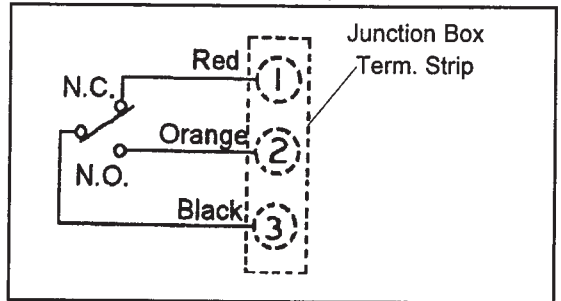 Junction Box
Term. Strip
Red
1
N.C.
Orange
2
N.O.
Black
3